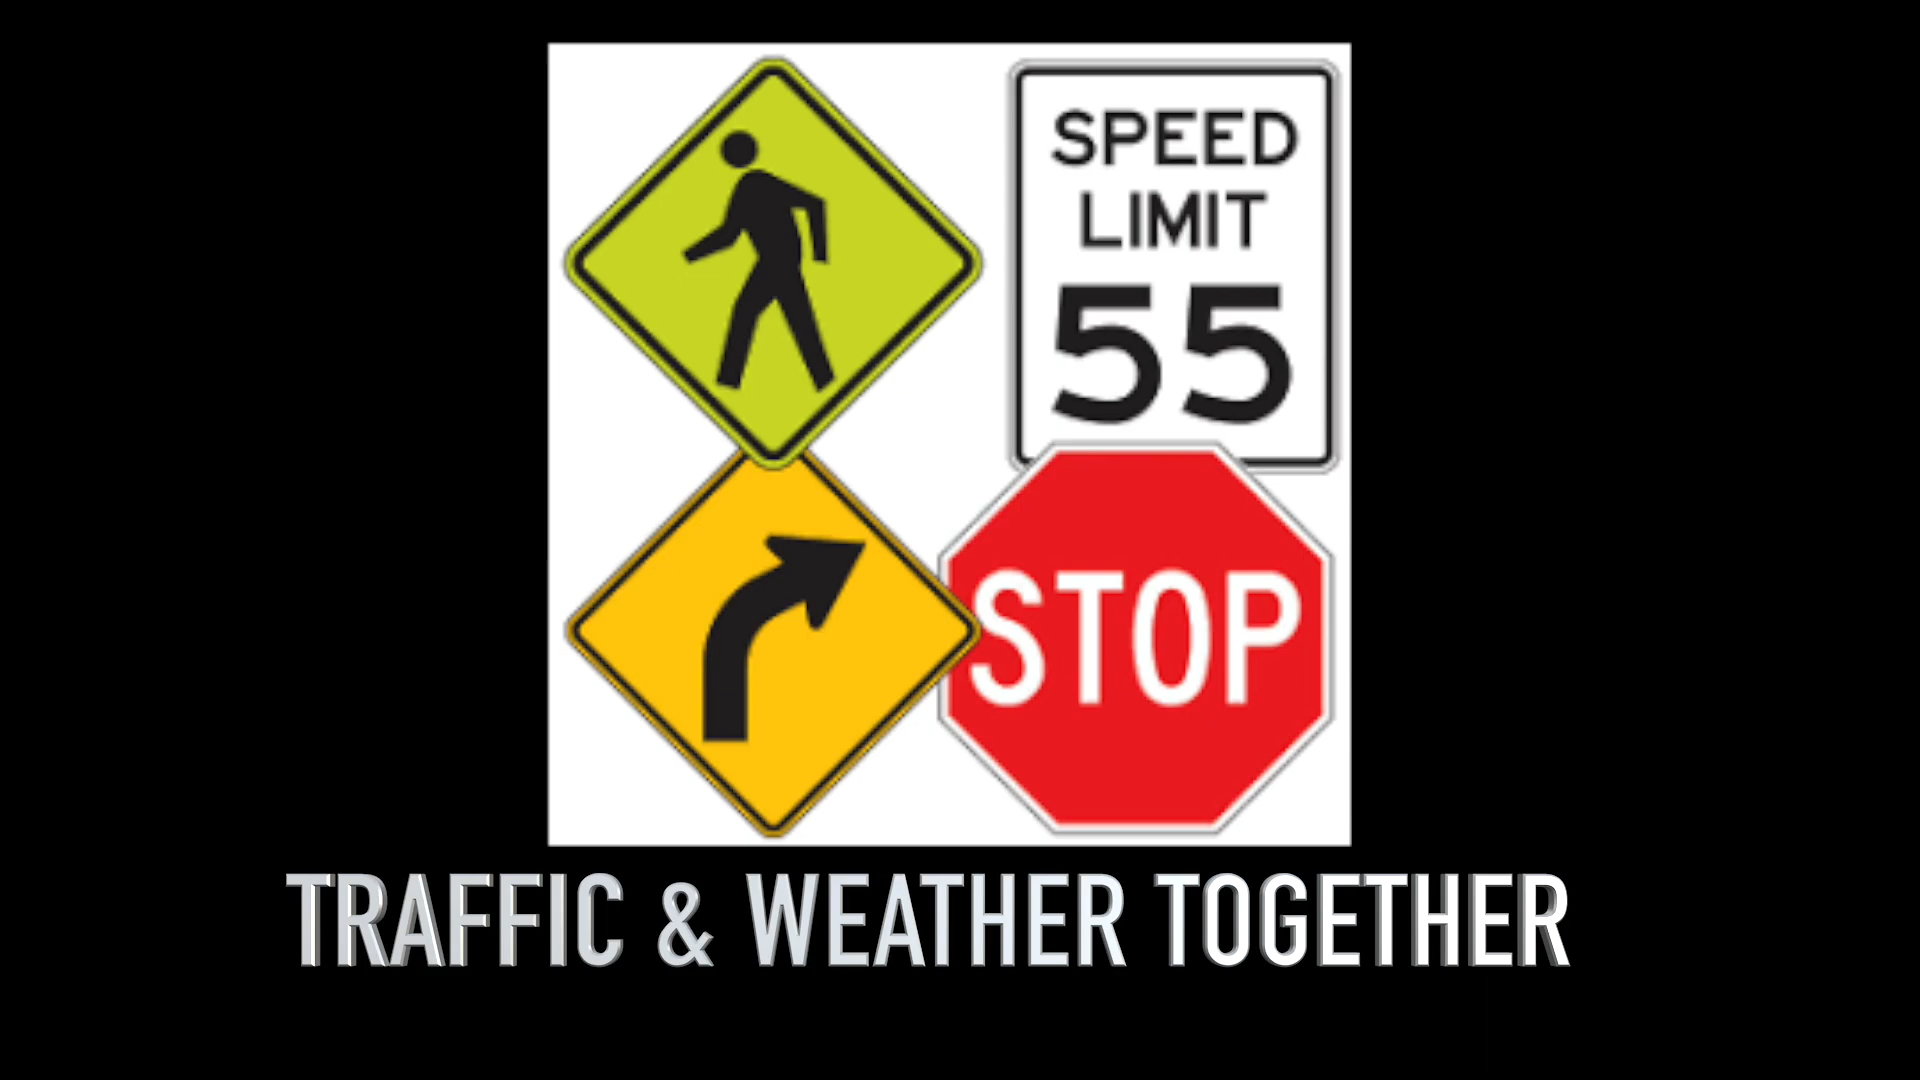 SPEED
LIMIT
55
STOP
TRAFFIC & WEATHER TOGETHER